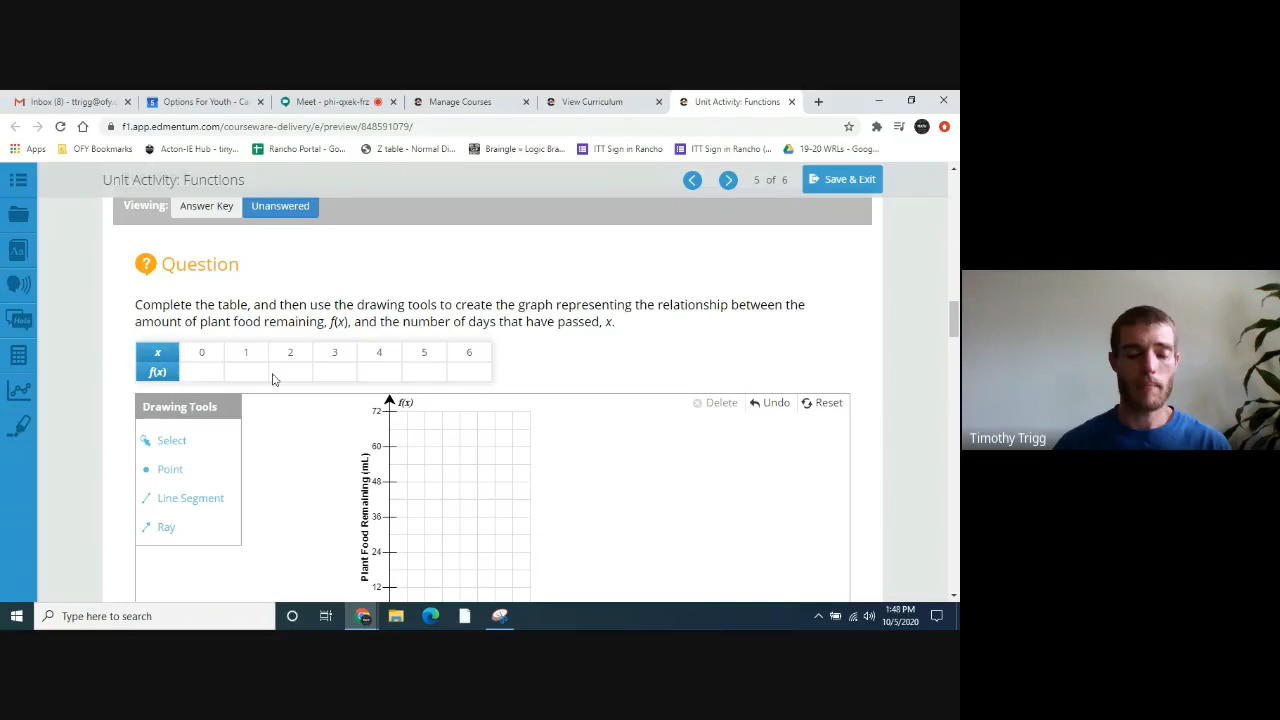 Inbox (8) - ttrigg@ofy.c
Options For Youth - Ca
Meet - phi-qxek-frz
Manage Courses
View Curriculum
Unit Activity: Functions
f1.app.edmentum.com/courseware-delivery/e/preview/848591079/
Apps
OFY Bookmarks
Acton-IE Hub - tiny...
Rancho Portal - Go...
Z table - Normal Di...
Braingle » Logic Bra...
ITT Sign in Rancho
ITT Sign in Rancho (...
19-20 WRLs - Goog...
Unit Activity: Functions
5 of 6
Save & Exit
Viewing:
Answer Key
Unanswered
? Question
Complete the table, and then use the drawing tools to create the graph representing the relationship between the
amount of plant food remaining, f(x), and the number of days that have passed, x.
x 0 1 2 3 4 5 6
f(x)
Drawing Tools
Select
Point
Line Segment
Ray
Delete
Undo
Reset
f(x)
72
60
48
36
24
12
Plant Food Remaining (mL)
Aa
Help
Timothy Trigg
Type here to search
1:48 PM
10/5/2020